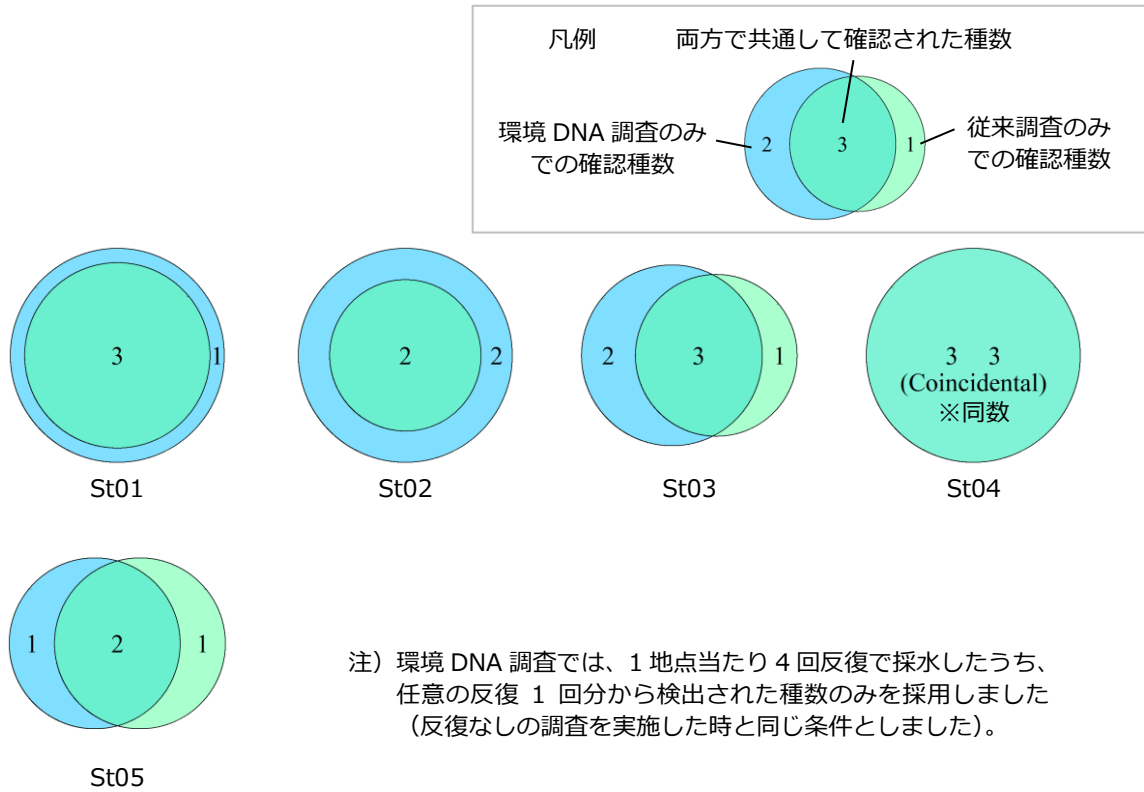 凡例
両方で共通して確認された種数
環境 DNA 調査のみ
での確認種数
2
3
1
従来調査のみ
での確認種数
3
1
St01
2
2
St02
2
3
1
St03
3 3
(Coincidental)
※同数
St04
1
2
1
St05
注）環境 DNA 調査では、1 地点当たり 4 回反復で採水したうち、
任意の反復 1 回分から検出された種数のみを採用しました
（反復なしの調査を実施した時と同じ条件としました）。